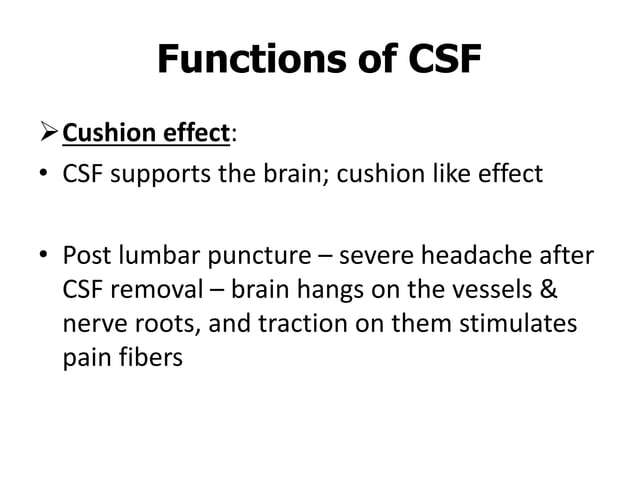 Functions of CSF
➢Cushion effect:
• CSF supports the brain; cushion like effect
• Post lumbar puncture – severe headache after
CSF removal – brain hangs on the vessels &
nerve roots, and traction on them stimulates
pain fibers